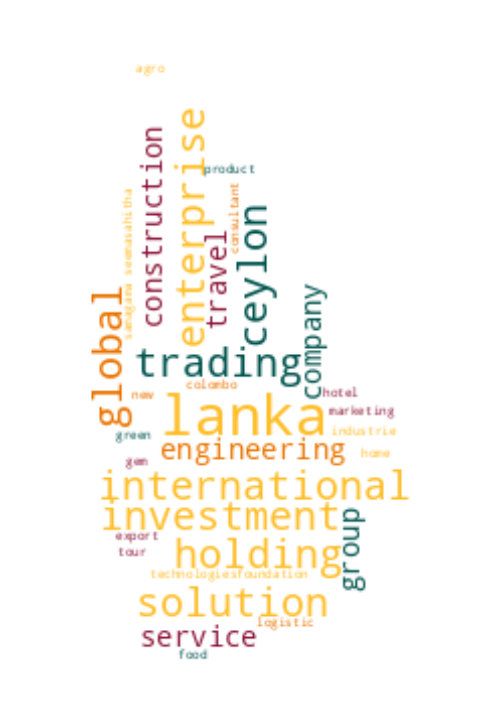 agro
enterprise
construction
product
consultant
samagama seemasahitha
ceylon
travel
company
global
trading
colombo
new
hotel
lanka
marketing
green
industrie
engineering
home
gem
international
investment
group
export
tour
holding
technologiesfoundation
solution
logistic
service
food